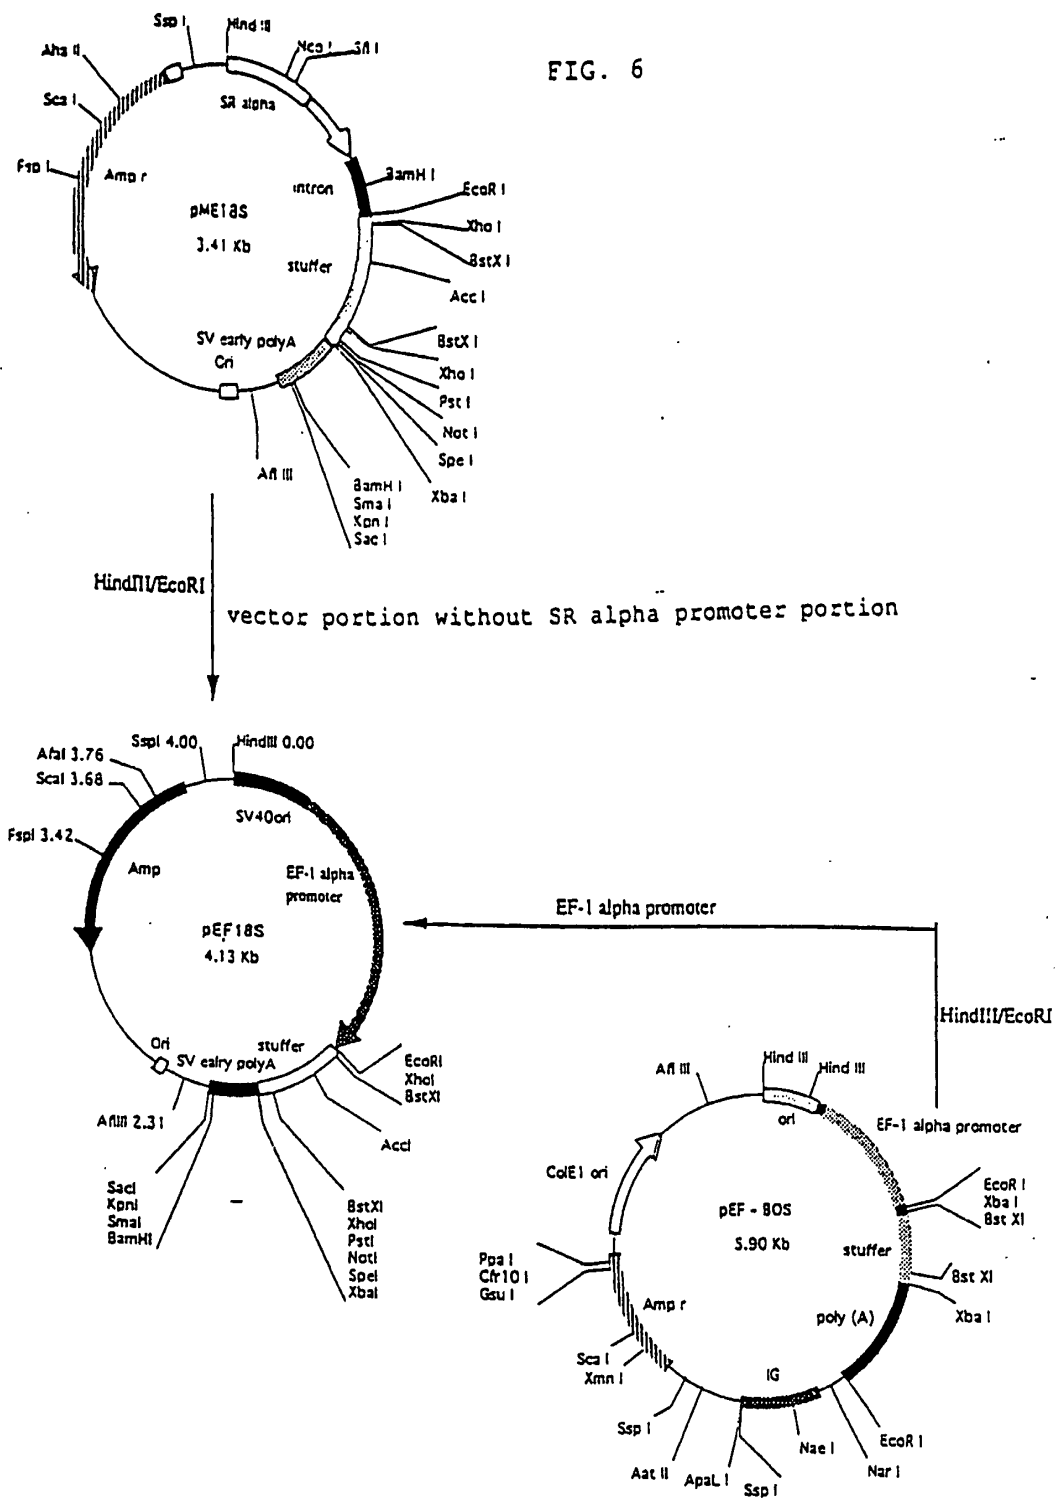 FIG. 6
Ssp I
Hind III
Nco I
Sfi I
Aha II
Sca I
Fsp I
Amp r
SR alpha
intron
BamH I
EcoR I
Xho I
BstX I
pME18S
3.41 Kb
stuffer
Acc I
SV early polyA
Ori
BstX I
Xho I
Pst I
Not I
Spe I
Xba I
Afl III
BamH I
Sma I
Kpn I
Sac I
HindIII/EcoRI
vector portion without SR alpha promoter portion
SspI 4.00
HindIII 0.00
AfaI 3.76
ScaI 3.68
FspI 3.42
SV40ori
Amp
EF-1 alpha
promoter
pEF18S
4.13 Kb
Ori
stuffer
SV ealry polyA
EcoRI
XhoI
BstXI
AflIII 2.31
AccI
SacI
KpnI
SmaI
BamHI
BstXI
XhoI
PstI
NotI
SpeI
XbaI
EF-1 alpha promoter
HindIII/EcoRI
Afl III
Hind III
Hind III
ori
EF-1 alpha promoter
ColE1 ori
EcoR I
Xba I
Bst XI
pEF - BOS
5.90 Kb
stuffer
Bst XI
Xba I
Ppa I
Cfr10 I
Gsu I
Amp r
poly (A)
Sca I
Xmn I
IG
Ssp I
Aat II
ApaL I
Ssp I
Nae I
Nar I
EcoR I